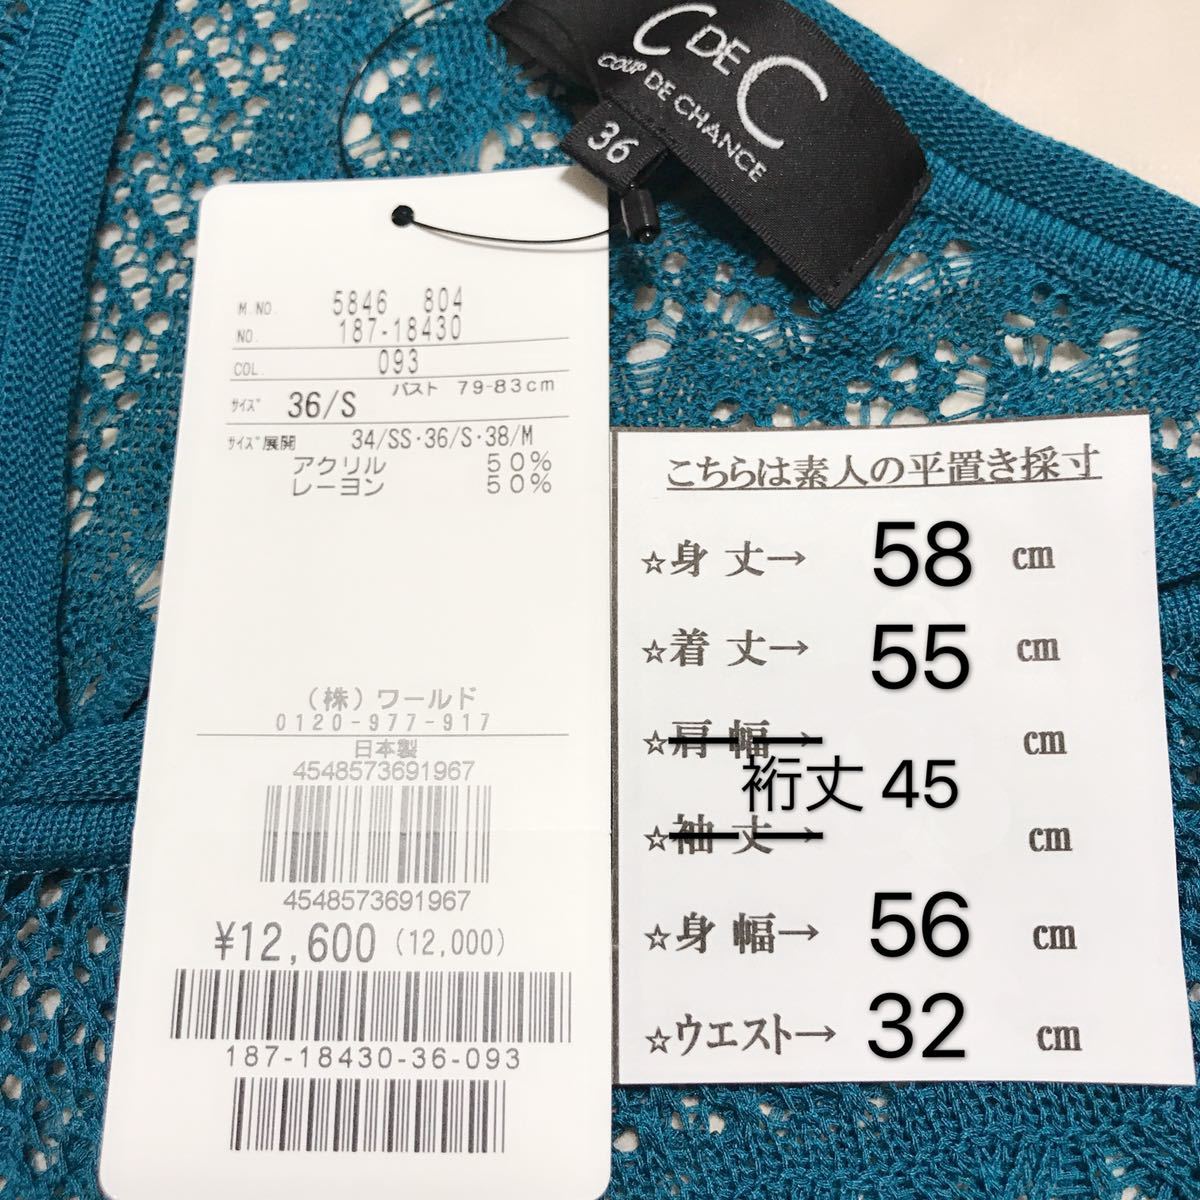 C DE C
COUP DE CHANCE
36
M.NO. 5846 804
NO. 187-18430
COL. 093
ｻｲｽﾞ 36/S バスト 79-83cm
ｻｲｽﾞ展開 34/SS・36/S・38/M
アクリル 50%
レーヨン 50%
(株)ワールド
0120-977-917
日本製
4548573691967
4548573691967
¥12,600 (12,000)
187-18430-36-093
こちらは素人の平置き採寸
☆身 丈→ 58 cm
☆着 丈→ 55 cm
☆肩 幅→ cm
裄丈 45
☆袖 丈→ cm
☆身 幅→ 56 cm
☆ウエスト→ 32 cm